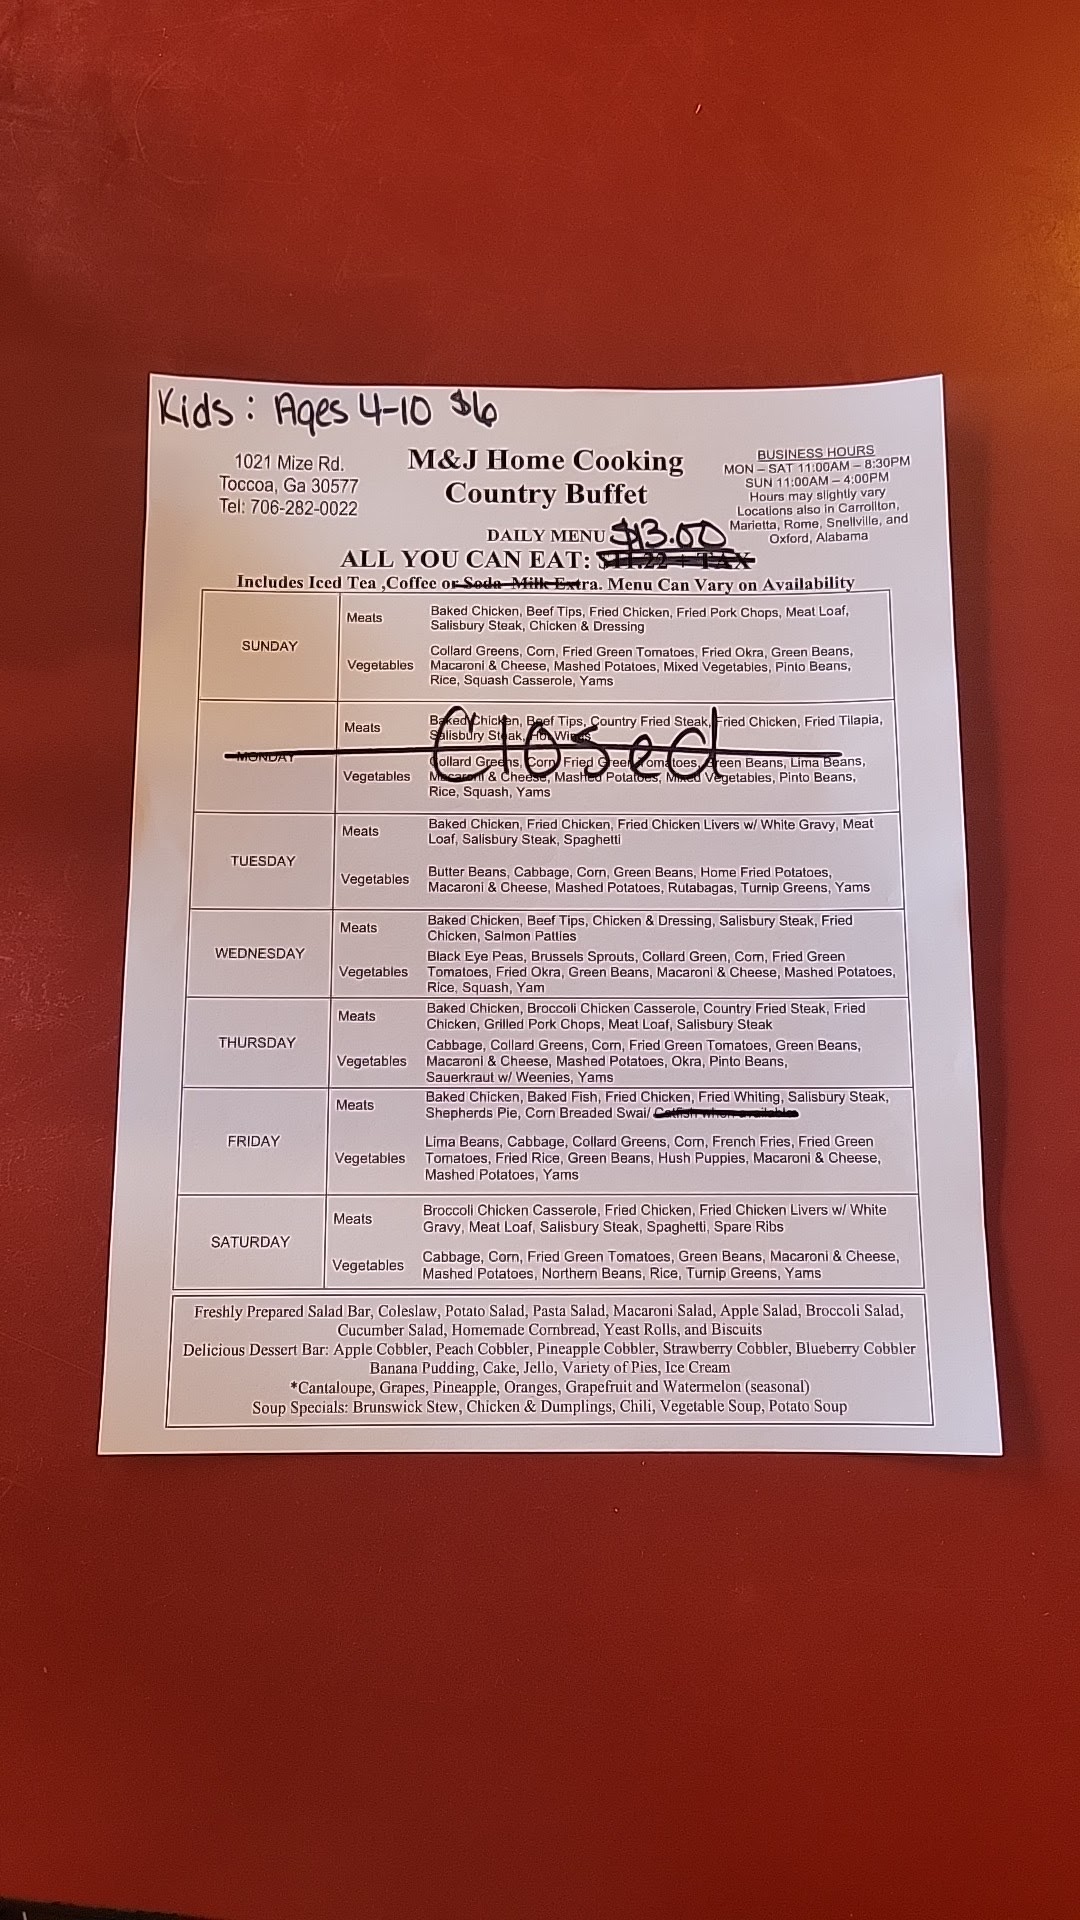 Kids: Ages 4-10 $6
1021 Mize Rd.
Toccoa, Ga 30577
Tel: 706-282-0022
M&J Home Cooking
Country Buffet
BUSINESS HOURS
MON – SAT 11:00AM – 8:30PM
SUN 11:00AM – 4:00PM
Hours may slightly vary
Locations also in Carrollton,
Marietta, Rome, Snellville, and
Oxford, Alabama
DAILY MENU $13.00
ALL YOU CAN EAT: $11.22 + TAX
Includes Iced Tea ,Coffee or Soda Milk Extra. Menu Can Vary on Availability
SUNDAY
Meats
Baked Chicken, Beef Tips, Fried Chicken, Fried Pork Chops, Meat Loaf,
Salisbury Steak, Chicken & Dressing
Vegetables
Collard Greens, Corn, Fried Green Tomatoes, Fried Okra, Green Beans,
Macaroni & Cheese, Mashed Potatoes, Mixed Vegetables, Pinto Beans,
Rice, Squash Casserole, Yams
MONDAY
Closed
Meats
Baked Chicken, Beef Tips, Country Fried Steak, Fried Chicken, Fried Tilapia,
Salisbury Steak, Hot Wings
Vegetables
Collard Greens, Corn, Fried Green Tomatoes, Green Beans, Lima Beans,
Macaroni & Cheese, Mashed Potatoes, Mixed Vegetables, Pinto Beans,
Rice, Squash, Yams
TUESDAY
Meats
Baked Chicken, Fried Chicken, Fried Chicken Livers w/ White Gravy, Meat
Loaf, Salisbury Steak, Spaghetti
Vegetables
Butter Beans, Cabbage, Corn, Green Beans, Home Fried Potatoes,
Macaroni & Cheese, Mashed Potatoes, Rutabagas, Turnip Greens, Yams
WEDNESDAY
Meats
Baked Chicken, Beef Tips, Chicken & Dressing, Salisbury Steak, Fried
Chicken, Salmon Patties
Vegetables
Black Eye Peas, Brussels Sprouts, Collard Green, Corn, Fried Green
Tomatoes, Fried Okra, Green Beans, Macaroni & Cheese, Mashed Potatoes,
Rice, Squash, Yam
THURSDAY
Meats
Baked Chicken, Broccoli Chicken Casserole, Country Fried Steak, Fried
Chicken, Grilled Pork Chops, Meat Loaf, Salisbury Steak
Vegetables
Cabbage, Collard Greens, Corn, Fried Green Tomatoes, Green Beans,
Macaroni & Cheese, Mashed Potatoes, Okra, Pinto Beans,
Sauerkraut w/ Weenies, Yams
FRIDAY
Meats
Baked Chicken, Baked Fish, Fried Chicken, Fried Whiting, Salisbury Steak,
Shepherds Pie, Corn Breaded Swai/ Catfish when available
Vegetables
Lima Beans, Cabbage, Collard Greens, Corn, French Fries, Fried Green
Tomatoes, Fried Rice, Green Beans, Hush Puppies, Macaroni & Cheese,
Mashed Potatoes, Yams
SATURDAY
Meats
Broccoli Chicken Casserole, Fried Chicken, Fried Chicken Livers w/ White
Gravy, Meat Loaf, Salisbury Steak, Spaghetti, Spare Ribs
Vegetables
Cabbage, Corn, Fried Green Tomatoes, Green Beans, Macaroni & Cheese,
Mashed Potatoes, Northern Beans, Rice, Turnip Greens, Yams
Freshly Prepared Salad Bar, Coleslaw, Potato Salad, Pasta Salad, Macaroni Salad, Apple Salad, Broccoli Salad,
Cucumber Salad, Homemade Cornbread, Yeast Rolls, and Biscuits
Delicious Dessert Bar: Apple Cobbler, Peach Cobbler, Pineapple Cobbler, Strawberry Cobbler, Blueberry Cobbler
Banana Pudding, Cake, Jello, Variety of Pies, Ice Cream
*Cantaloupe, Grapes, Pineapple, Oranges, Grapefruit and Watermelon (seasonal)
Soup Specials: Brunswick Stew, Chicken & Dumplings, Chili, Vegetable Soup, Potato Soup